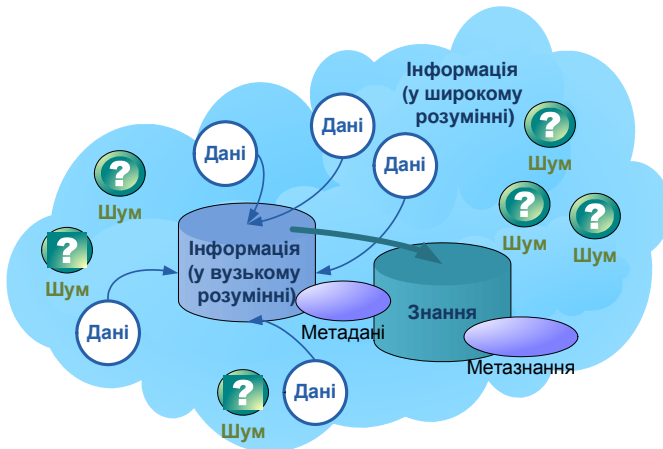 Інформація
(у широкому
розумінні)
Дані
Дані
Дані
?
Шум
?
Шум
?
Шум
?
Шум
?
Шум
Інформація
(у вузькому
розумінні)
Знання
Дані
Метадані
Метазнання
?
Шум
Дані